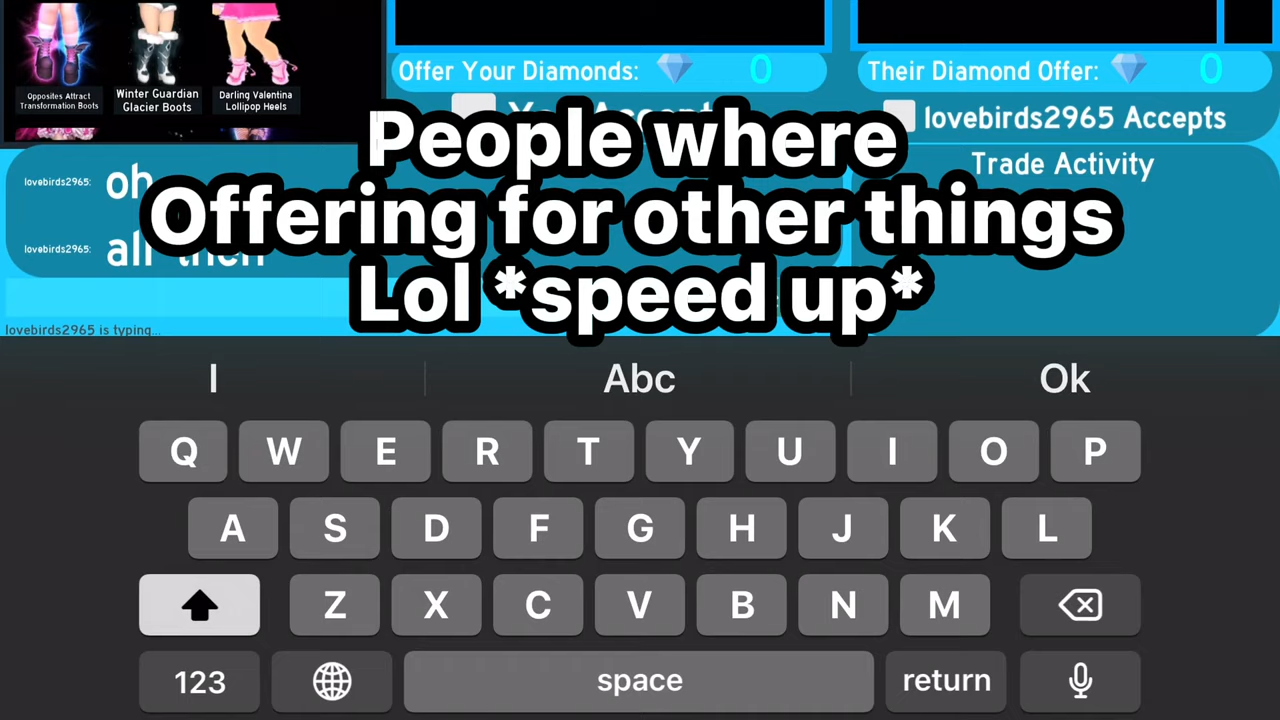 Opposites Attract
Transformation Boots
Winter Guardian
Glacier Boots
Darling Valentina
Lollipop Heels
Offer Your Diamonds: 0
Their Diamond Offer: 0
lovebirds2965 Accepts
Trade Activity
lovebirds2965: oh
lovebirds2965:
People where
Offering for other things
Lol *speed up*
lovebirds2965 is typing...
I Abc Ok
Q W E R T Y U I O P
A S D F G H J K L
Z X C V B N M
123 space return